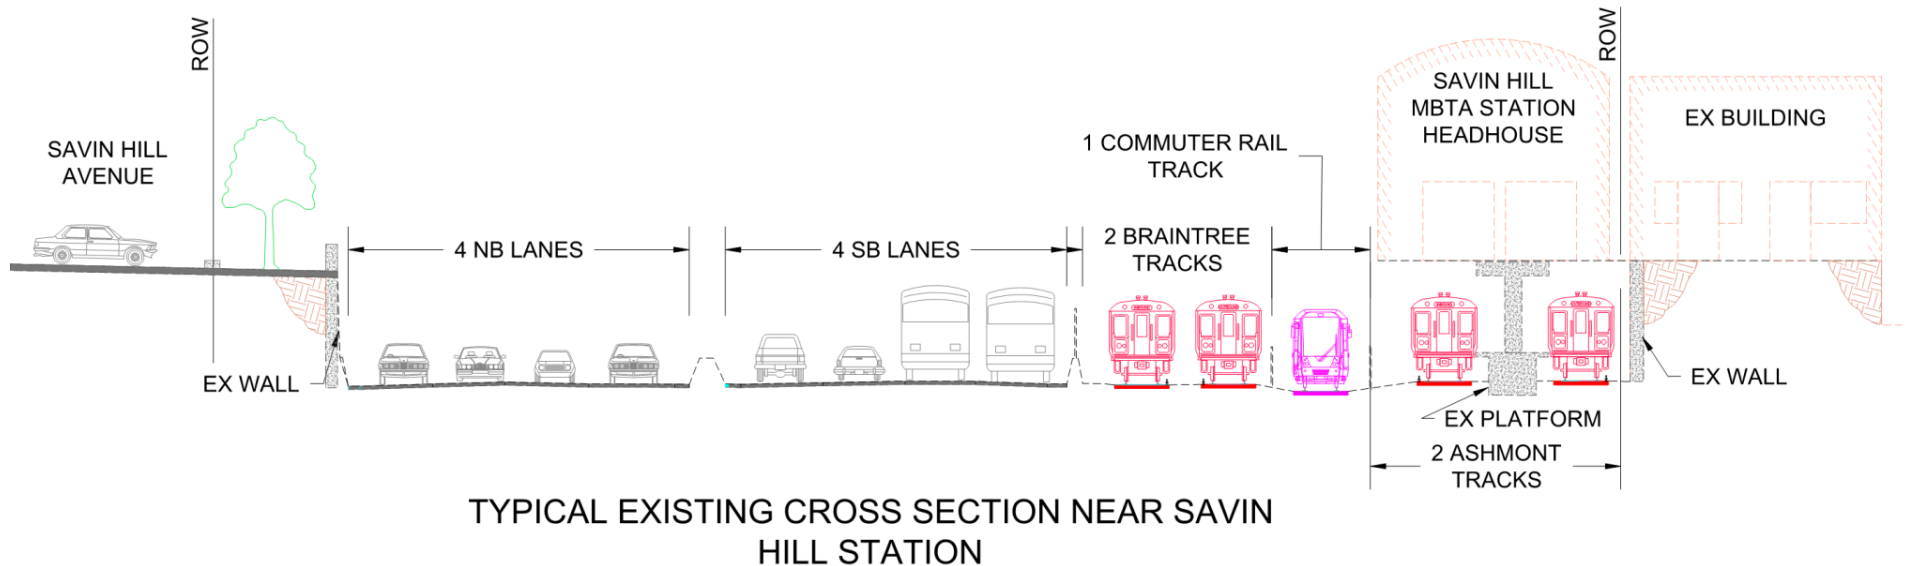 ROW
SAVIN HILL
AVENUE
EX WALL
4 NB LANES
4 SB LANES
1 COMMUTER RAIL
TRACK
2 BRAINTREE
TRACKS
SAVIN HILL
MBTA STATION
HEADHOUSE
ROW
EX BUILDING
EX WALL
EX PLATFORM
2 ASHMONT
TRACKS
TYPICAL EXISTING CROSS SECTION NEAR SAVIN
HILL STATION